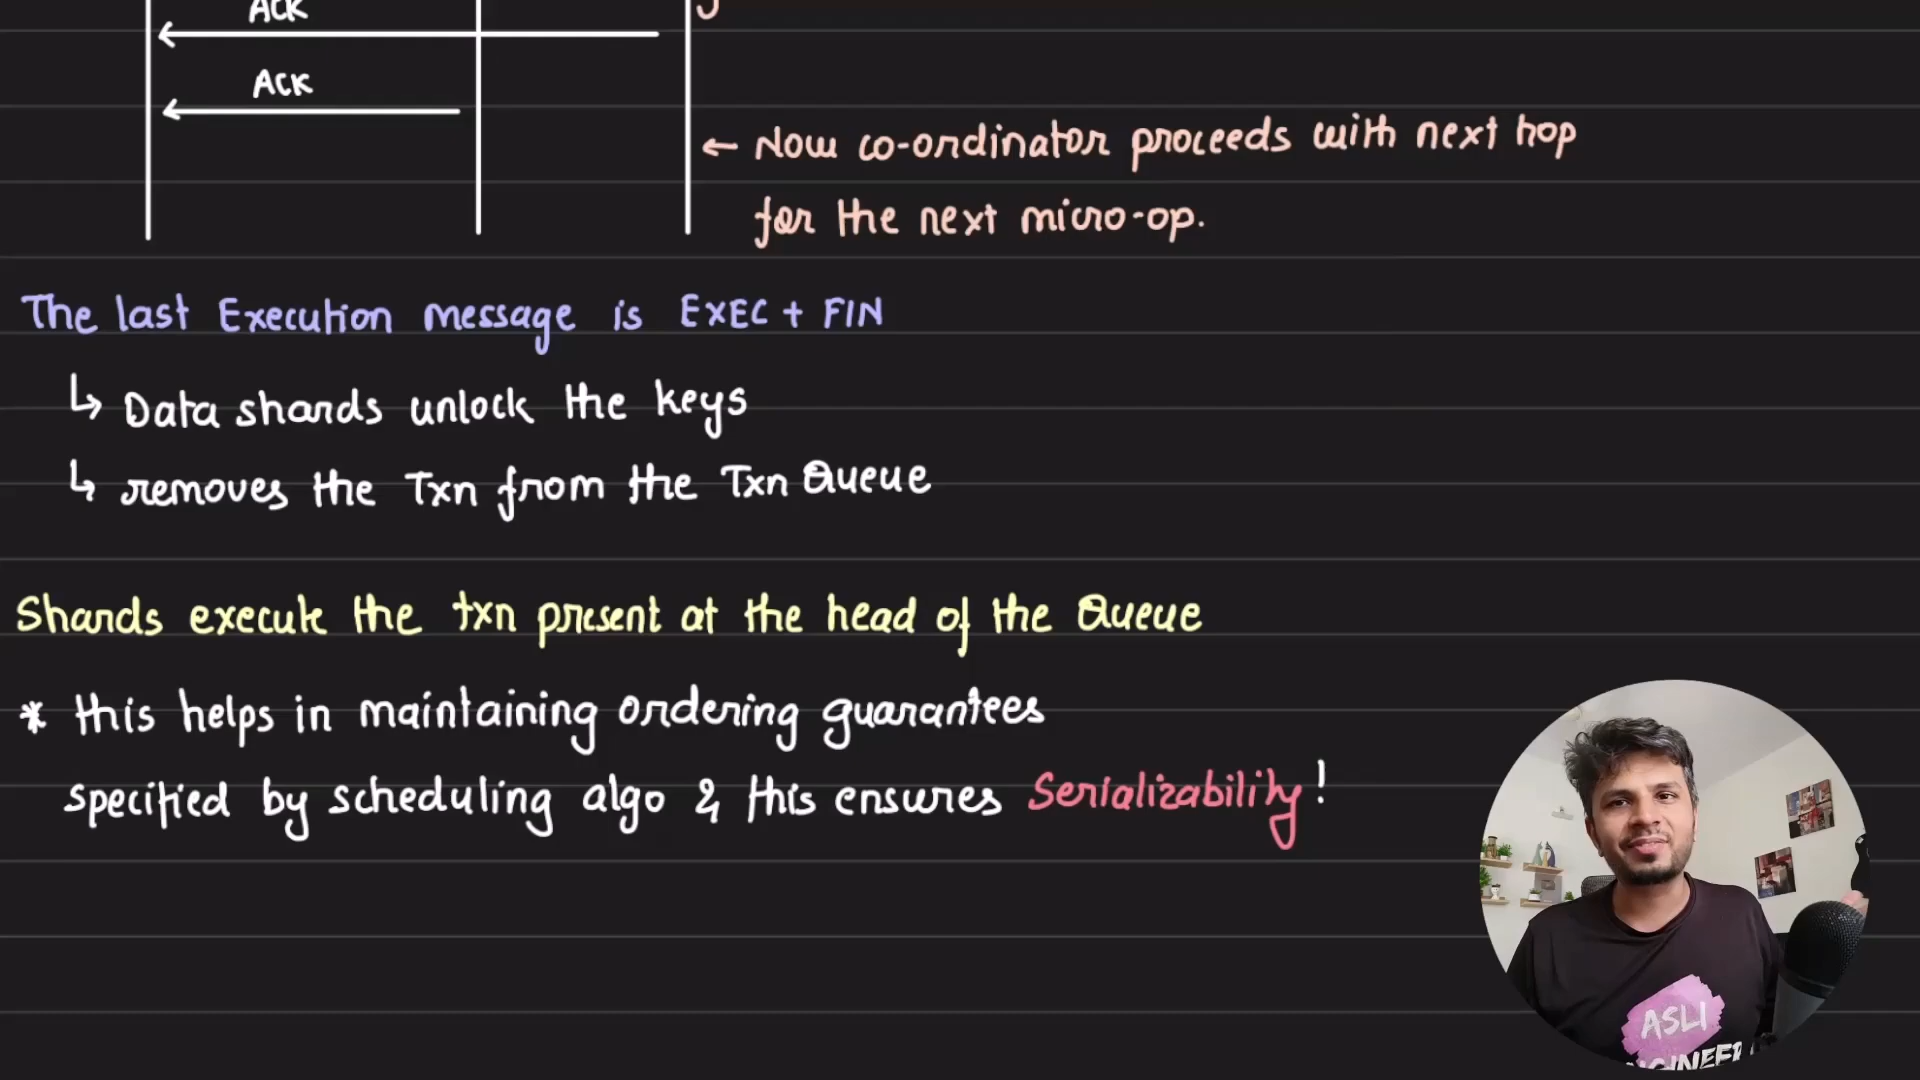 ACK
ACK
← Now co-ordinator proceeds with next hop
for the next micro-op.
The last Execution message is EXEC + FIN
↳ Data shards unlock the keys
↳ removes the Txn from the Txn Queue
Shards execute the txn present at the head of the Queue
* this helps in maintaining ordering guarantees
specified by scheduling algo & this ensures Serializability!
ASLI